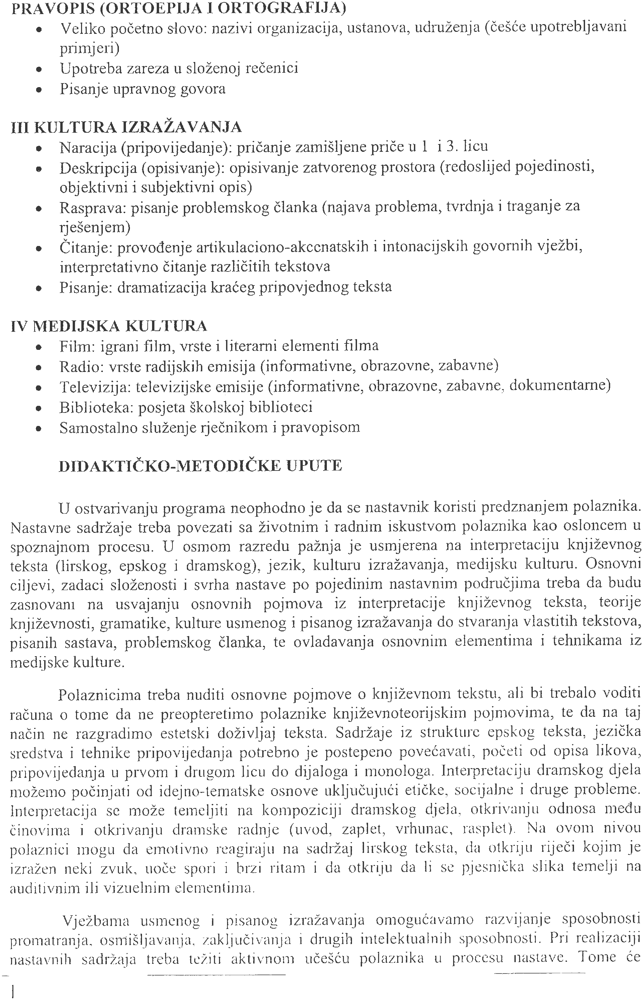 PRAVOPIS (ORTOEPIJA I ORTOGRAFIJA)
• Veliko početno slovo: nazivi organizacija, ustanova, udruženja (češće upotrebljavani
primjeri)
• Upotreba zareza u složenoj rečenici
• Pisanje upravnog govora
III KULTURA IZRAŽAVANJA
• Naracija (pripovijedanje): pričanje zamišljene priče u 1 i 3. licu
• Deskripcija (opisivanje): opisivanje zatvorenog prostora (redoslijed pojedinosti,
objektivni i subjektivni opis)
• Rasprava: pisanje problemskog članka (najava problema, tvrdnja i traganje za
rješenjem)
• Čitanje: provođenje artikulaciono-akcenatskih i intonacijskih govornih vježbi,
interpretativno čitanje različitih tekstova
• Pisanje: dramatizacija kraćeg pripovjednog teksta
IV MEDIJSKA KULTURA
• Film: igrani film, vrste i literarni elementi filma
• Radio: vrste radijskih emisija (informativne, obrazovne, zabavne)
• Televizija: televizijske emisije (informativne, obrazovne, zabavne, dokumentarne)
• Biblioteka: posjeta školskoj biblioteci
• Samostalno služenje rječnikom i pravopisom
DIDAKTIČKO-METODIČKE UPUTE
U ostvarivanju programa neophodno je da se nastavnik koristi predznanjem polaznika.
Nastavne sadržaje treba povezati sa životnim i radnim iskustvom polaznika kao osloncem u
spoznajnom procesu. U osmom razredu pažnja je usmjerena na interpretaciju književnog
teksta (lirskog, epskog i dramskog), jezik, kulturu izražavanja, medijsku kulturu. Osnovni
ciljevi, zadaci složenosti i svrha nastave po pojedinim nastavnim područjima treba da budu
zasnovani na usvajanju osnovnih pojmova iz interpretacije književnog teksta, teorije
književnosti, gramatike, kulture usmenog i pisanog izražavanja do stvaranja vlastitih tekstova,
pisanih sastava, problemskog članka, te ovladavanja osnovnim elementima i tehnikama iz
medijske kulture.
Polaznicima treba nuditi osnovne pojmove o književnom tekstu, ali bi trebalo voditi
računa o tome da ne preopteretimo polaznike književnoteorijskim pojmovima, te da na taj
način ne razgradimo estetski doživljaj teksta. Sadržaje iz strukture epskog teksta, jezička
sredstva i tehnike pripovijedanja potrebno je postepeno povećavati, početi od opisa likova,
pripovijedanja u prvom i drugom licu do dijaloga i monologa. Interpretaciju dramskog djela
možemo počinjati od idejno-tematske osnove uključujući etičke, socijalne i druge probleme.
Interpretacija se može temeljiti na kompoziciji dramskog djela, otkrivanju odnosa među
činovima i otkrivanju dramske radnje (uvod, zaplet, vrhunac, rasplet). Na ovom nivou
polaznici mogu da emotivno reagiraju na sadržaj lirskog teksta, da otkriju riječi kojim je
izražen neki zvuk, uoče spori i brzi ritam i da otkriju da li se pjesnička slika temelji na
auditivnim ili vizuelnim elementima.
Vježbama usmenog i pisanog izražavanja omogućavamo razvijanje sposobnosti
promatranja, osmišljavanja, zaključivanja i drugih intelektualnih sposobnosti. Pri realizaciji
nastavnih sadržaja treba težiti aktivnom učešću polaznika u procesu nastave. Tome će